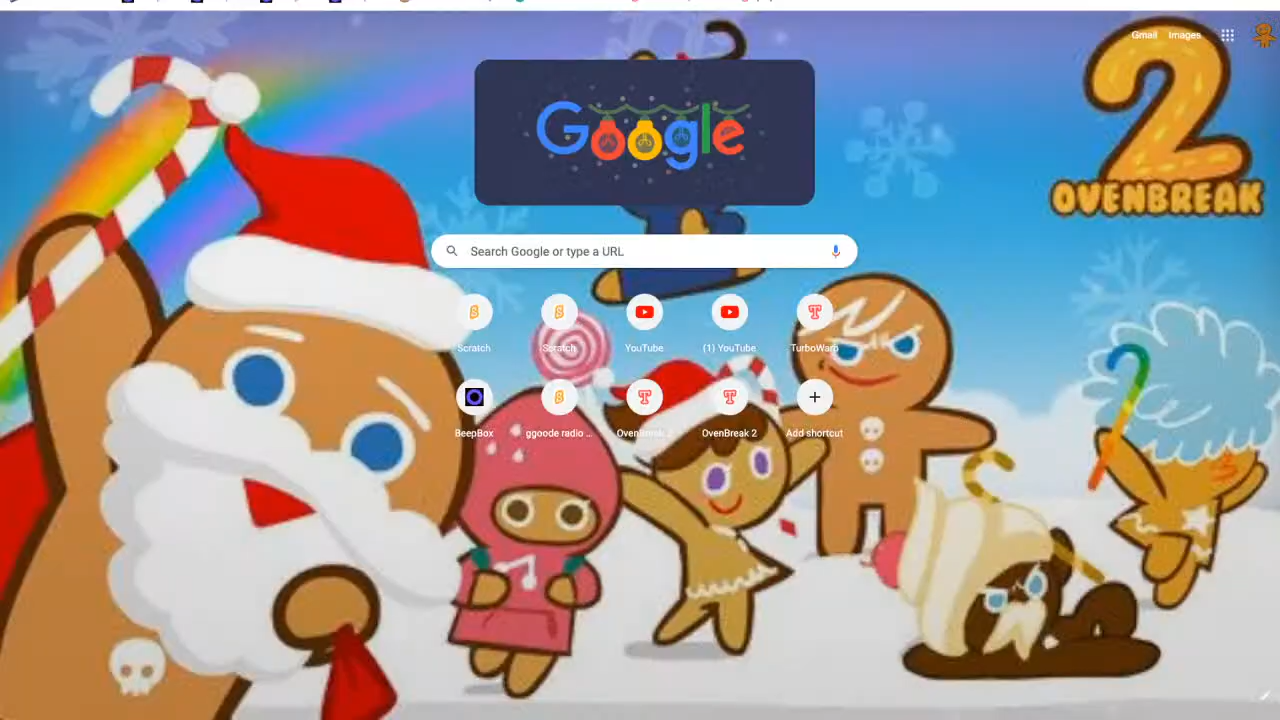 Gmail Images
2
OVENBREAK
Google
Search Google or type a URL
Scratch Scratch YouTube (1) YouTube TurboWarp
BeepBox ggoode radio ... OvenBreak 2 OvenBreak 2 Add shortcut